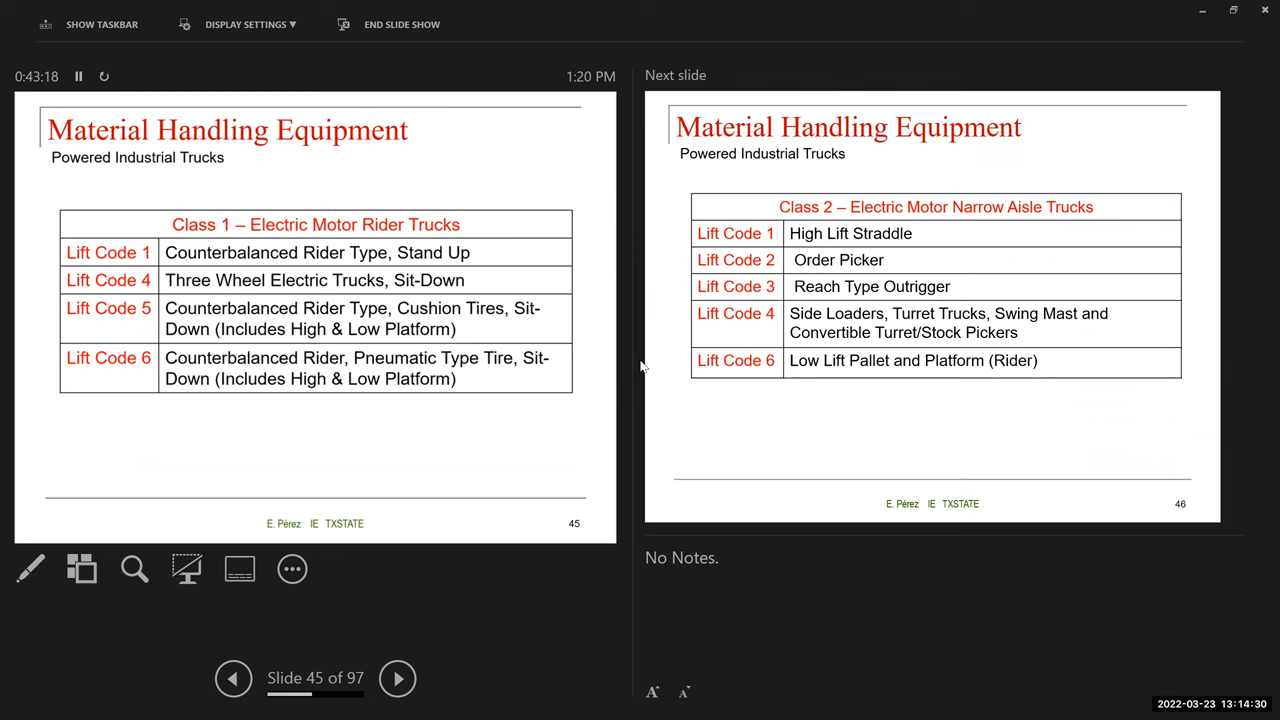 SHOW TASKBAR
DISPLAY SETTINGS ▼
END SLIDE SHOW
0:43:18
1:20 PM
Material Handling Equipment
Powered Industrial Trucks
Class 1 – Electric Motor Rider Trucks
Lift Code 1 Counterbalanced Rider Type, Stand Up
Lift Code 4 Three Wheel Electric Trucks, Sit-Down
Lift Code 5 Counterbalanced Rider Type, Cushion Tires, Sit-
Down (Includes High & Low Platform)
Lift Code 6 Counterbalanced Rider, Pneumatic Type Tire, Sit-
Down (Includes High & Low Platform)
E. Pérez IE TXSTATE
45
Slide 45 of 97
Next slide
Material Handling Equipment
Powered Industrial Trucks
Class 2 – Electric Motor Narrow Aisle Trucks
Lift Code 1 High Lift Straddle
Lift Code 2 Order Picker
Lift Code 3 Reach Type Outrigger
Lift Code 4 Side Loaders, Turret Trucks, Swing Mast and
Convertible Turret/Stock Pickers
Lift Code 6 Low Lift Pallet and Platform (Rider)
E. Pérez IE TXSTATE
46
No Notes.
A A
2022-03-23 13:14:30